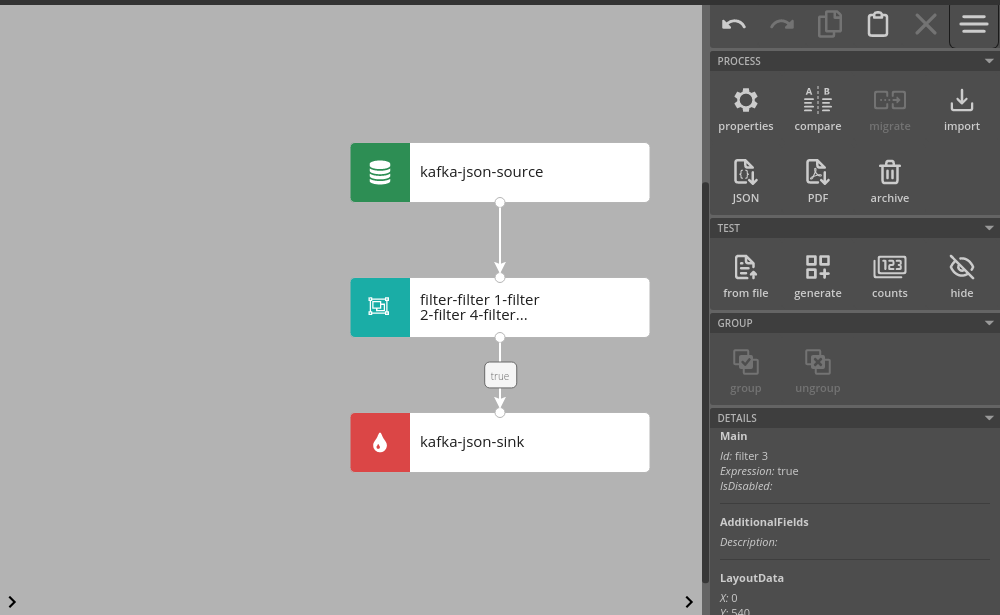 kafka-json-source
filter-filter 1-filter
2-filter 4-filter...
true
kafka-json-sink
PROCESS
properties
A B
compare
migrate
import
JSON
PDF
archive
TEST
from file
generate
123
counts
hide
GROUP
group
ungroup
DETAILS
Main
Id: filter 3
Expression: true
IsDisabled:
AdditionalFields
Description:
LayoutData
X: 0
Y: 540